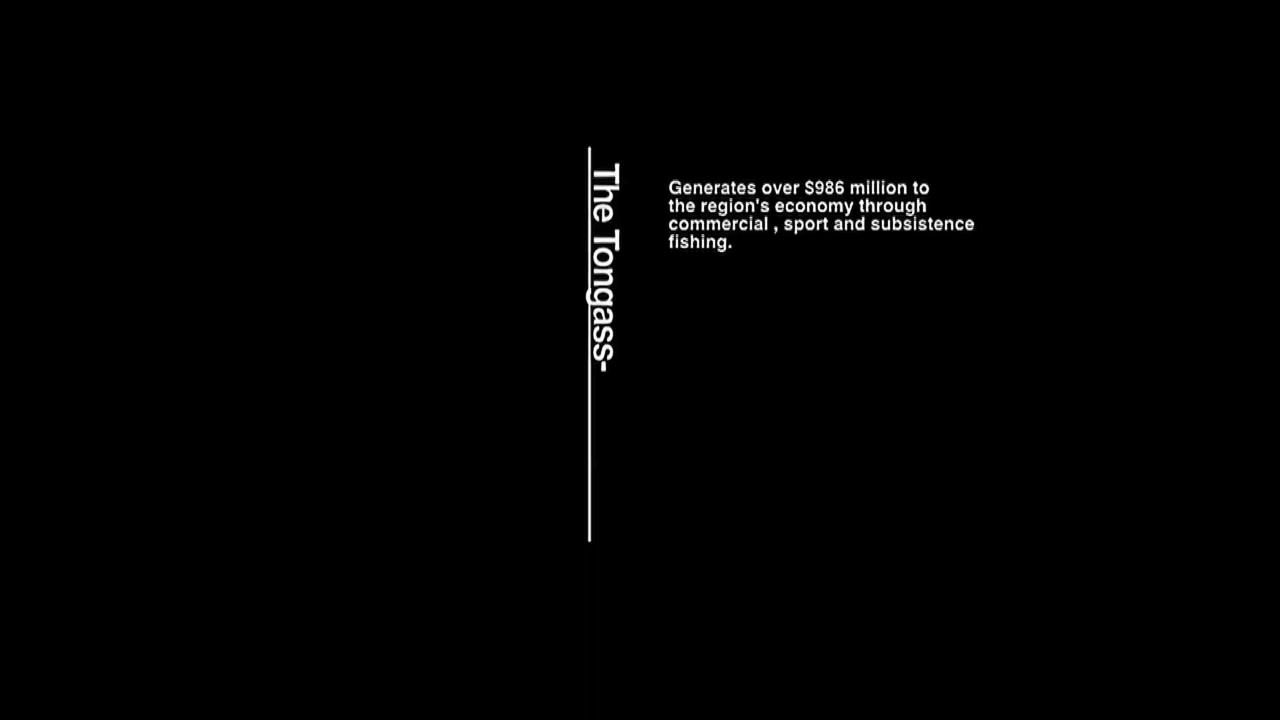 The Tongass-
Generates over $986 million to
the region's economy through
commercial , sport and subsistence
fishing.